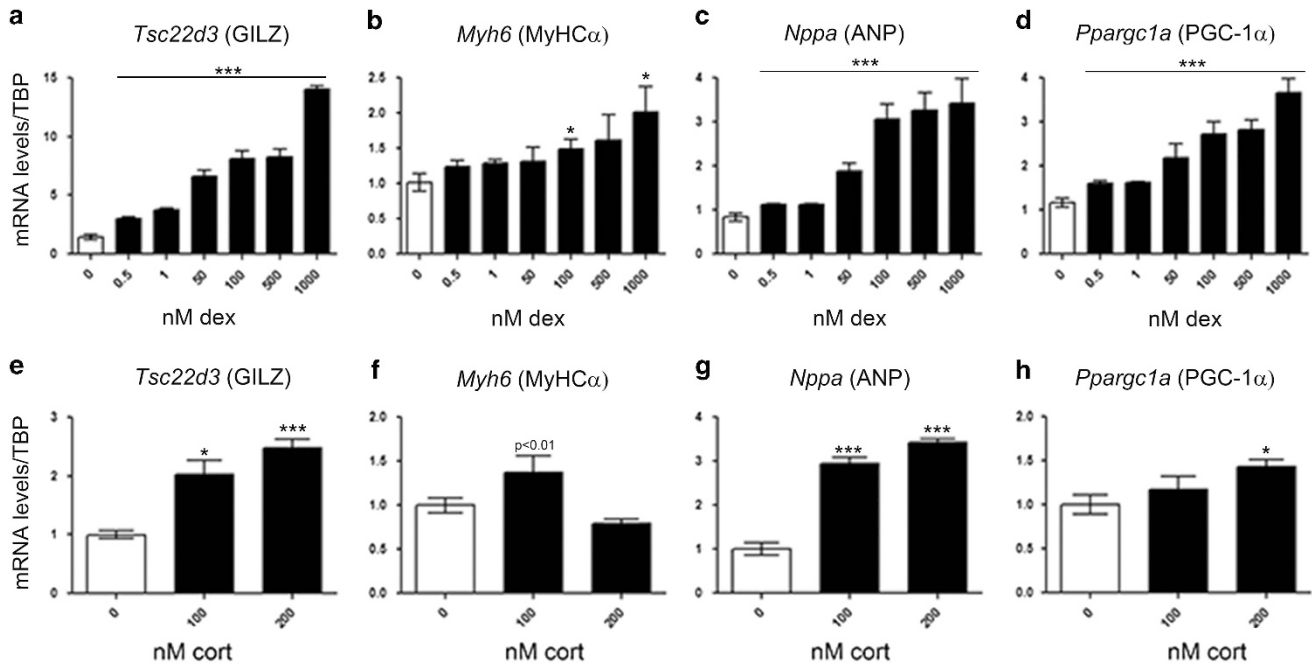 a
Tsc22d3 (GILZ)
mRNA levels/TBP
***
15
10
5
0
0 0.5 1 50 100 500 1000
nM dex
b
Myh6 (MyHCα)
* *
2.5
2.0
1.5
1.0
0.5
0.0
0 0.5 1 50 100 500 1000
nM dex
c
Nppa (ANP)
***
4
3
2
1
0
0 0.5 1 50 100 500 1000
nM dex
d
Ppargc1a (PGC-1α)
***
4
3
2
1
0
0 0.5 1 50 100 500 1000
nM dex
e
Tsc22d3 (GILZ)
mRNA levels/TBP
* ***
3
2
1
0
0 100 200
nM cort
f
Myh6 (MyHCα)
p<0.01
2.0
1.5
1.0
0.5
0.0
0 100 200
nM cort
g
Nppa (ANP)
*** ***
4
3
2
1
0
0 100 200
nM cort
h
Ppargc1a (PGC-1α)
*
2.0
1.5
1.0
0.5
0.0
0 100 200
nM cort